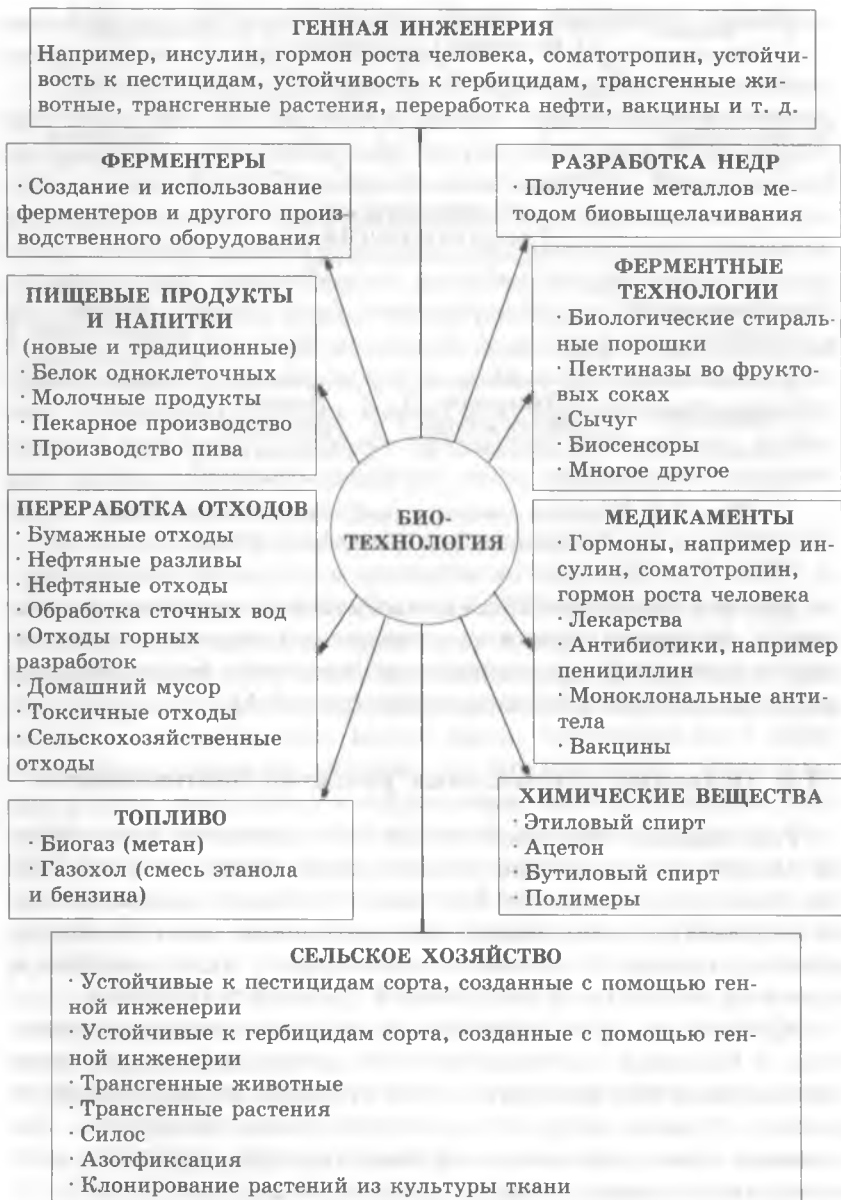 ГЕННАЯ ИНЖЕНЕРИЯ
Например, инсулин, гормон роста человека, соматотропин, устойчи-
вость к пестицидам, устойчивость к гербицидам, трансгенные жи-
вотные, трансгенные растения, переработка нефти, вакцины и т. д.
ФЕРМЕНТЕРЫ
· Создание и использование
ферментеров и другого произ-
водственного оборудования
РАЗРАБОТКА НЕДР
· Получение металлов ме-
тодом биовыщелачивания
ПИЩЕВЫЕ ПРОДУКТЫ
И НАПИТКИ
(новые и традиционные)
· Белок одноклеточных
· Молочные продукты
· Пекарное производство
· Производство пива
ФЕРМЕНТНЫЕ
ТЕХНОЛОГИИ
· Биологические стираль-
ные порошки
· Пектиназы во фрукто-
вых соках
· Сычуг
· Биосенсоры
· Многое другое
ПЕРЕРАБОТКА ОТХОДОВ
· Бумажные отходы
· Нефтяные разливы
· Нефтяные отходы
· Обработка сточных вод
· Отходы горных
разработок
· Домашний мусор
· Токсичные отходы
· Сельскохозяйственные
отходы
БИО-
ТЕХНОЛОГИЯ
МЕДИКАМЕНТЫ
· Гормоны, например ин-
сулин, соматотропин,
гормон роста человека
· Лекарства
· Антибиотики, например
пенициллин
· Моноклональные анти-
тела
· Вакцины
ТОПЛИВО
· Биогаз (метан)
· Газохол (смесь этанола
и бензина)
ХИМИЧЕСКИЕ ВЕЩЕСТВА
· Этиловый спирт
· Ацетон
· Бутиловый спирт
· Полимеры
СЕЛЬСКОЕ ХОЗЯЙСТВО
· Устойчивые к пестицидам сорта, созданные с помощью ген-
ной инженерии
· Устойчивые к гербицидам сорта, созданные с помощью ген-
ной инженерии
· Трансгенные животные
· Трансгенные растения
· Силос
· Азотфиксация
· Клонирование растений из культуры ткани